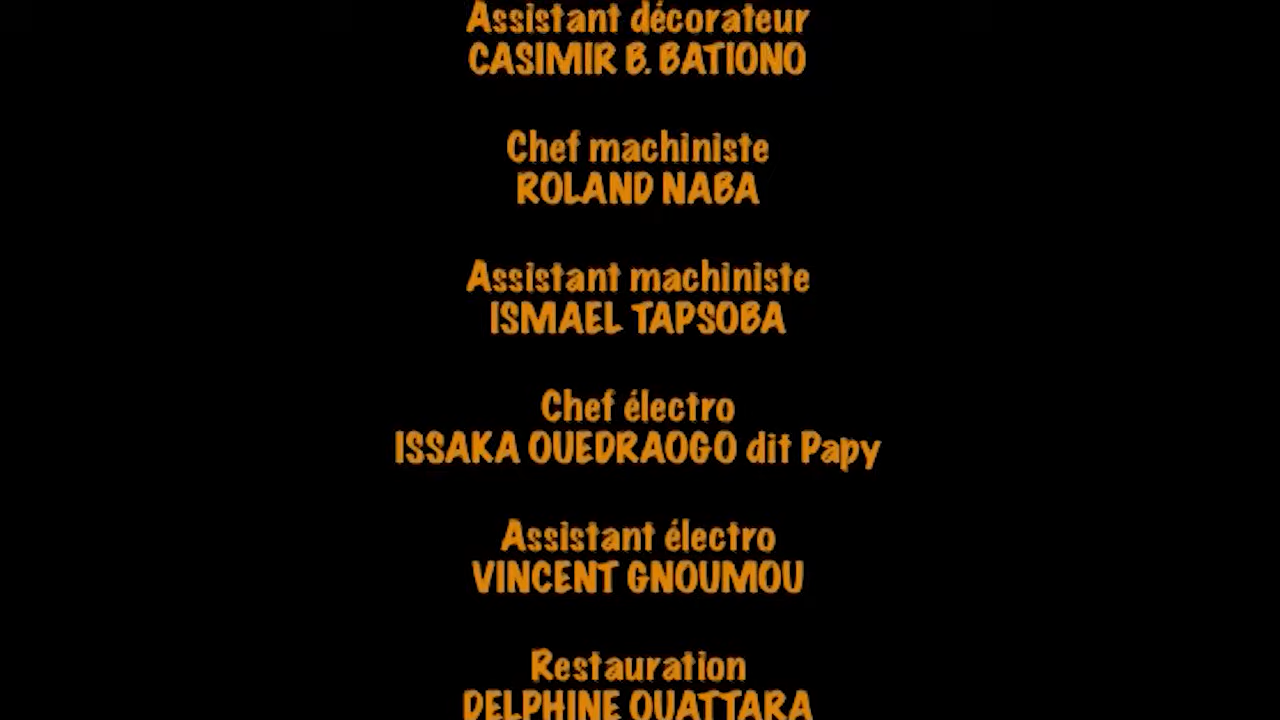 Assistant décorateur
CASIMIR B. BATIONO
Chef machiniste
ROLAND NABA
Assistant machiniste
ISMAEL TAPSOBA
Chef électro
ISSAKA OUEDRAOGO dit Papy
Assistant électro
VINCENT GNOUMOU
Restauration
DELPHINE OUATTARA